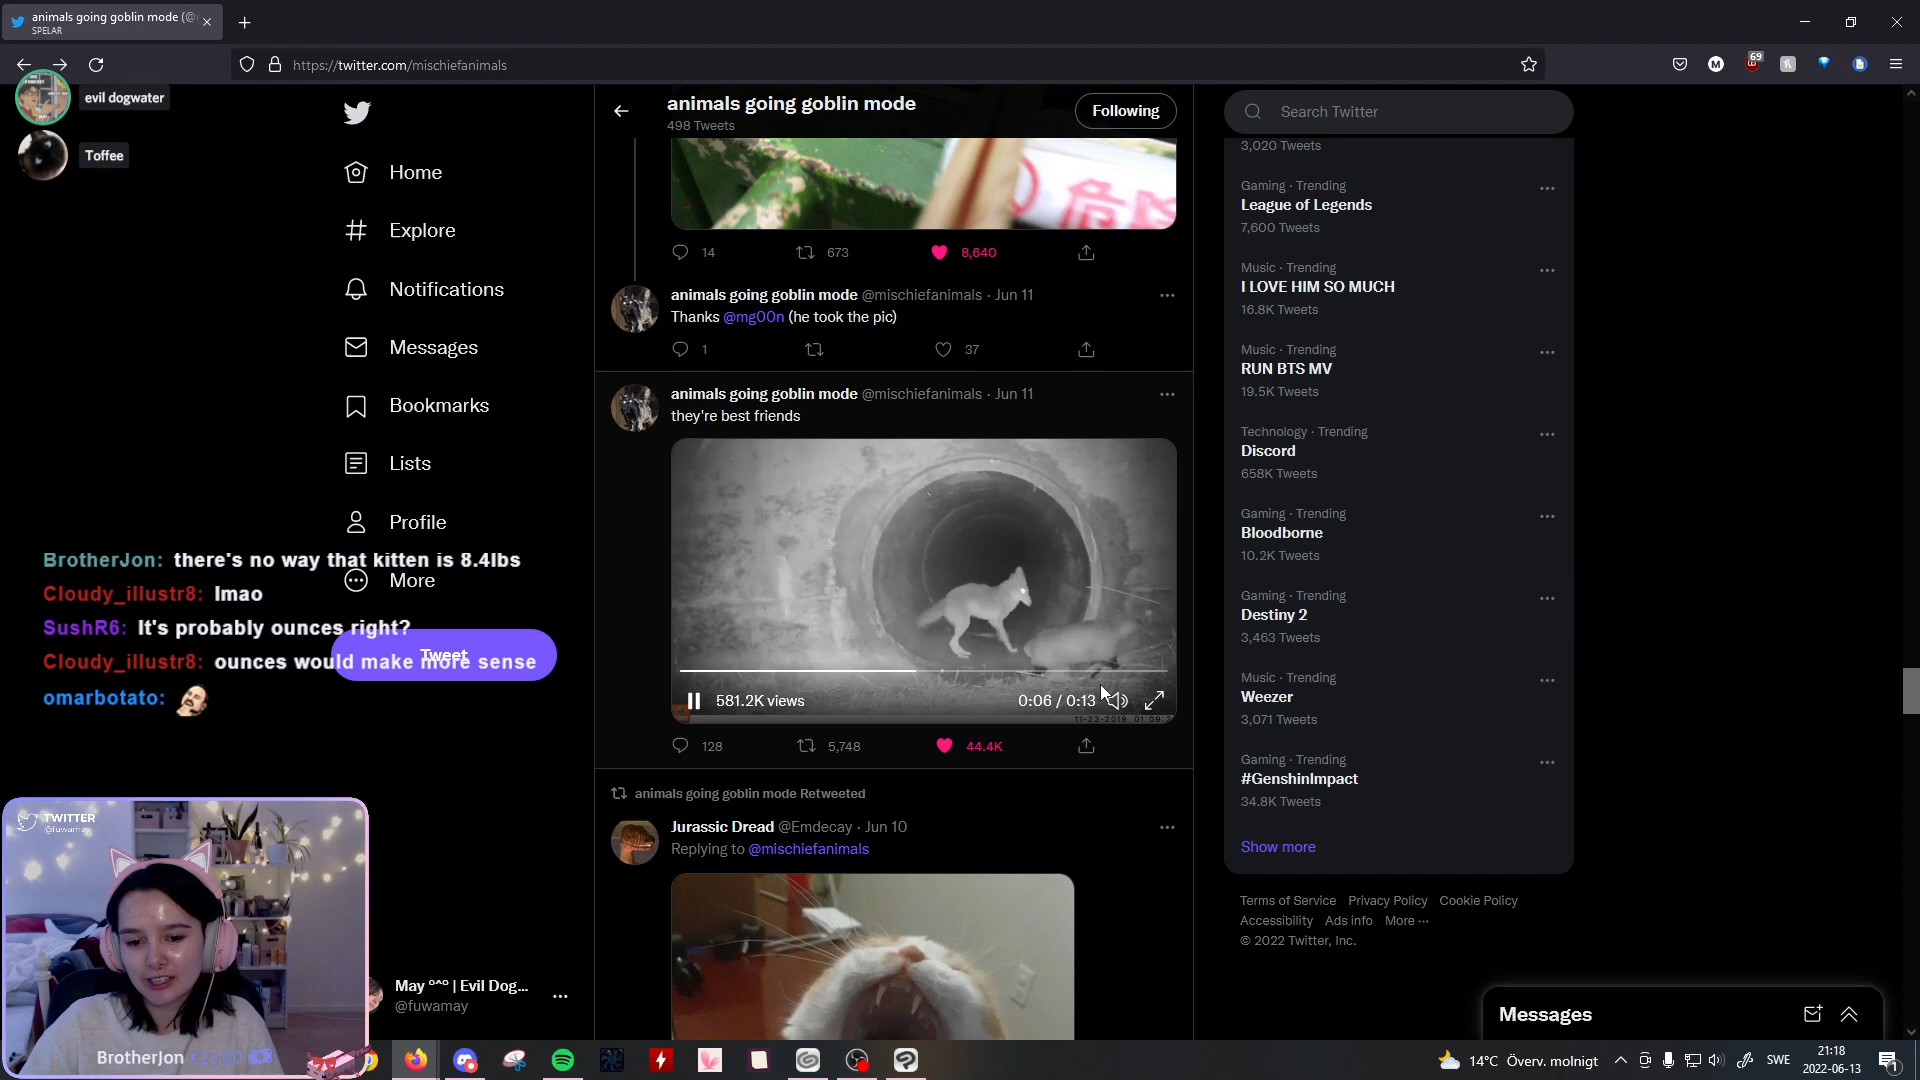 animals going goblin mode (@
SPELAR
https://twitter.com/mischiefanimals
69
evil dogwater
Toffee
Home
Explore
Notifications
Messages
Bookmarks
Lists
Profile
More
Tweet
BrotherJon: there's no way that kitten is 8.4lbs
Cloudy_illustr8: lmao
SushR6: It's probably ounces right?
Cloudy_illustr8: ounces would make more sense
omarbotato:
TWITTER
@fuwamay
BrotherJon
May º^º | Evil Dog...
@fuwamay
animals going goblin mode
498 Tweets
Following
危
14
673
8,640
animals going goblin mode @mischiefanimals · Jun 11
Thanks @mg00n (he took the pic)
1
37
animals going goblin mode @mischiefanimals · Jun 11
they're best friends
581.2K views
0:06 / 0:13
128
5,748
44.4K
animals going goblin mode Retweeted
Jurassic Dread @Emdecay · Jun 10
Replying to @mischiefanimals
Search Twitter
3,020 Tweets
Gaming · Trending
League of Legends
7,600 Tweets
Music · Trending
I LOVE HIM SO MUCH
16.8K Tweets
Music · Trending
RUN BTS MV
19.5K Tweets
Technology · Trending
Discord
658K Tweets
Gaming · Trending
Bloodborne
10.2K Tweets
Gaming · Trending
Destiny 2
3,463 Tweets
Music · Trending
Weezer
3,071 Tweets
Gaming · Trending
#GenshinImpact
34.8K Tweets
Show more
Terms of Service Privacy Policy Cookie Policy
Accessibility Ads info More ...
© 2022 Twitter, Inc.
Messages
14°C Överv. molnigt
SWE
21:18
2022-06-13
1